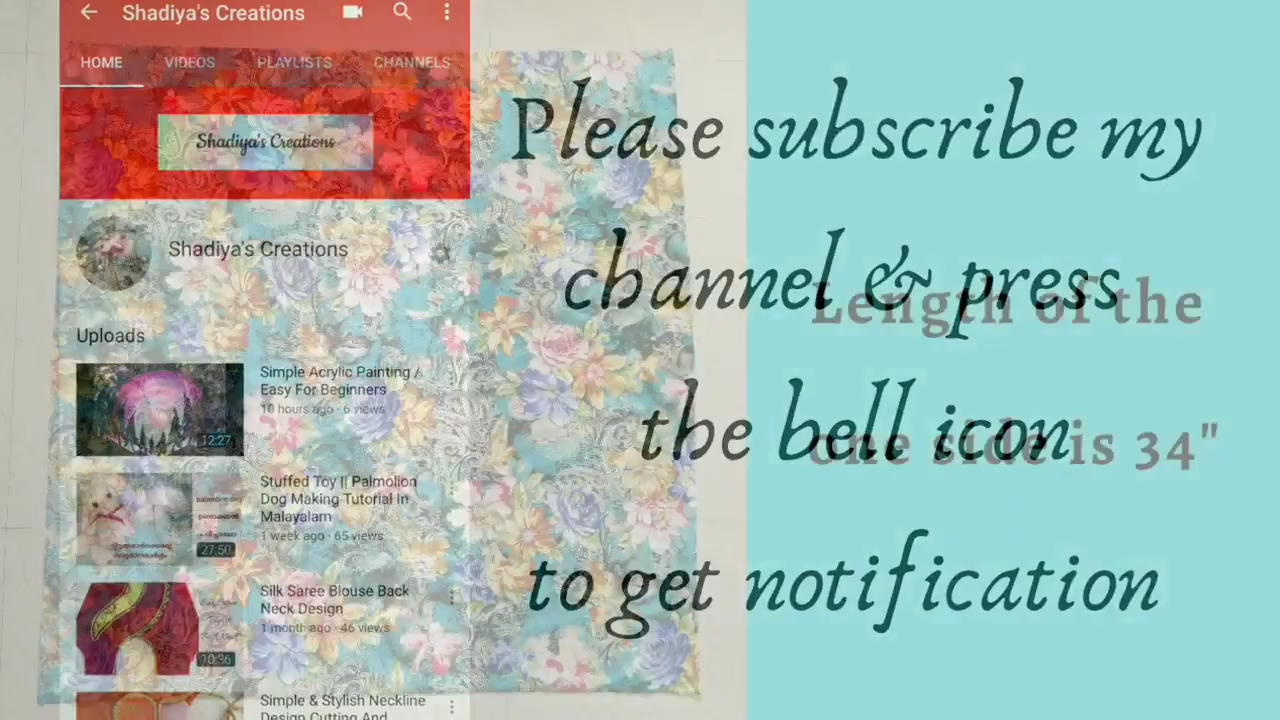 Shadiya's Creations
HOME VIDEOS PLAYLISTS CHANNELS
Shadiya's Creations
Shadiya's Creations
Uploads
12:27
Simple Acrylic Painting /
Easy For Beginners
10 hours ago · 6 views
27:50
Stuffed Toy || Palmolion
Dog Making Tutorial In
Malayalam
1 week ago · 65 views
10:36
Silk Saree Blouse Back
Neck Design
1 month ago · 46 views
Simple & Stylish Neckline
Design Cutting And
Please subscribe my
channel & press
the bell icon
to get notification
Length of the
one side is 34"